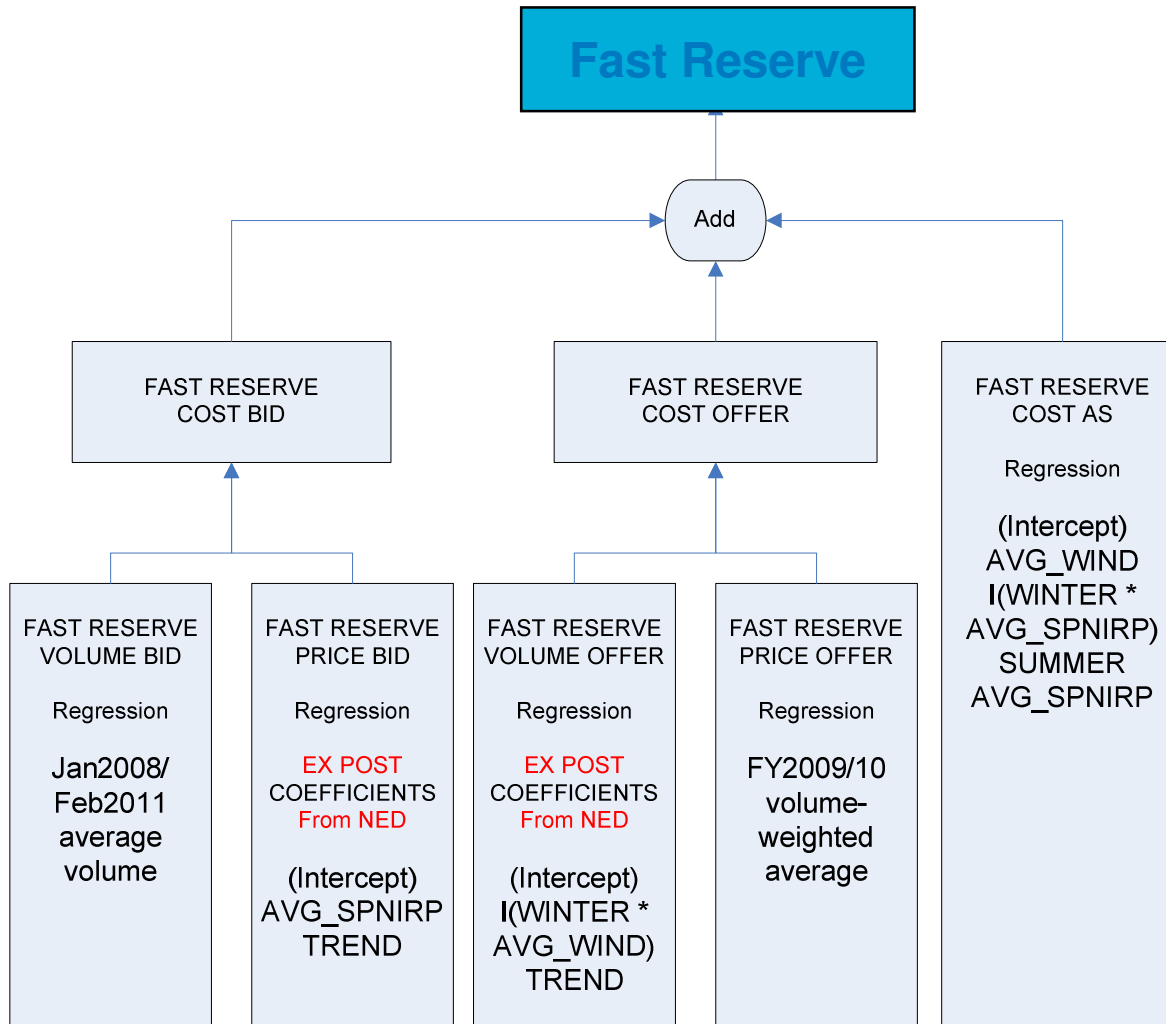 Fast Reserve
Add
FAST RESERVE
COST BID
FAST RESERVE
COST OFFER
FAST RESERVE
COST AS
Regression
(Intercept)
AVG_WIND
I(WINTER *
AVG_SPNIRP)
SUMMER
AVG_SPNIRP
FAST RESERVE
VOLUME BID
Regression
Jan2008/
Feb2011
average
volume
FAST RESERVE
PRICE BID
Regression
EX POST
COEFFICIENTS
From NED
(Intercept)
AVG_SPNIRP
TREND
FAST RESERVE
VOLUME OFFER
Regression
EX POST
COEFFICIENTS
From NED
(Intercept)
I(WINTER *
AVG_WIND)
TREND
FAST RESERVE
PRICE OFFER
Regression
FY2009/10
volume-
weighted
average